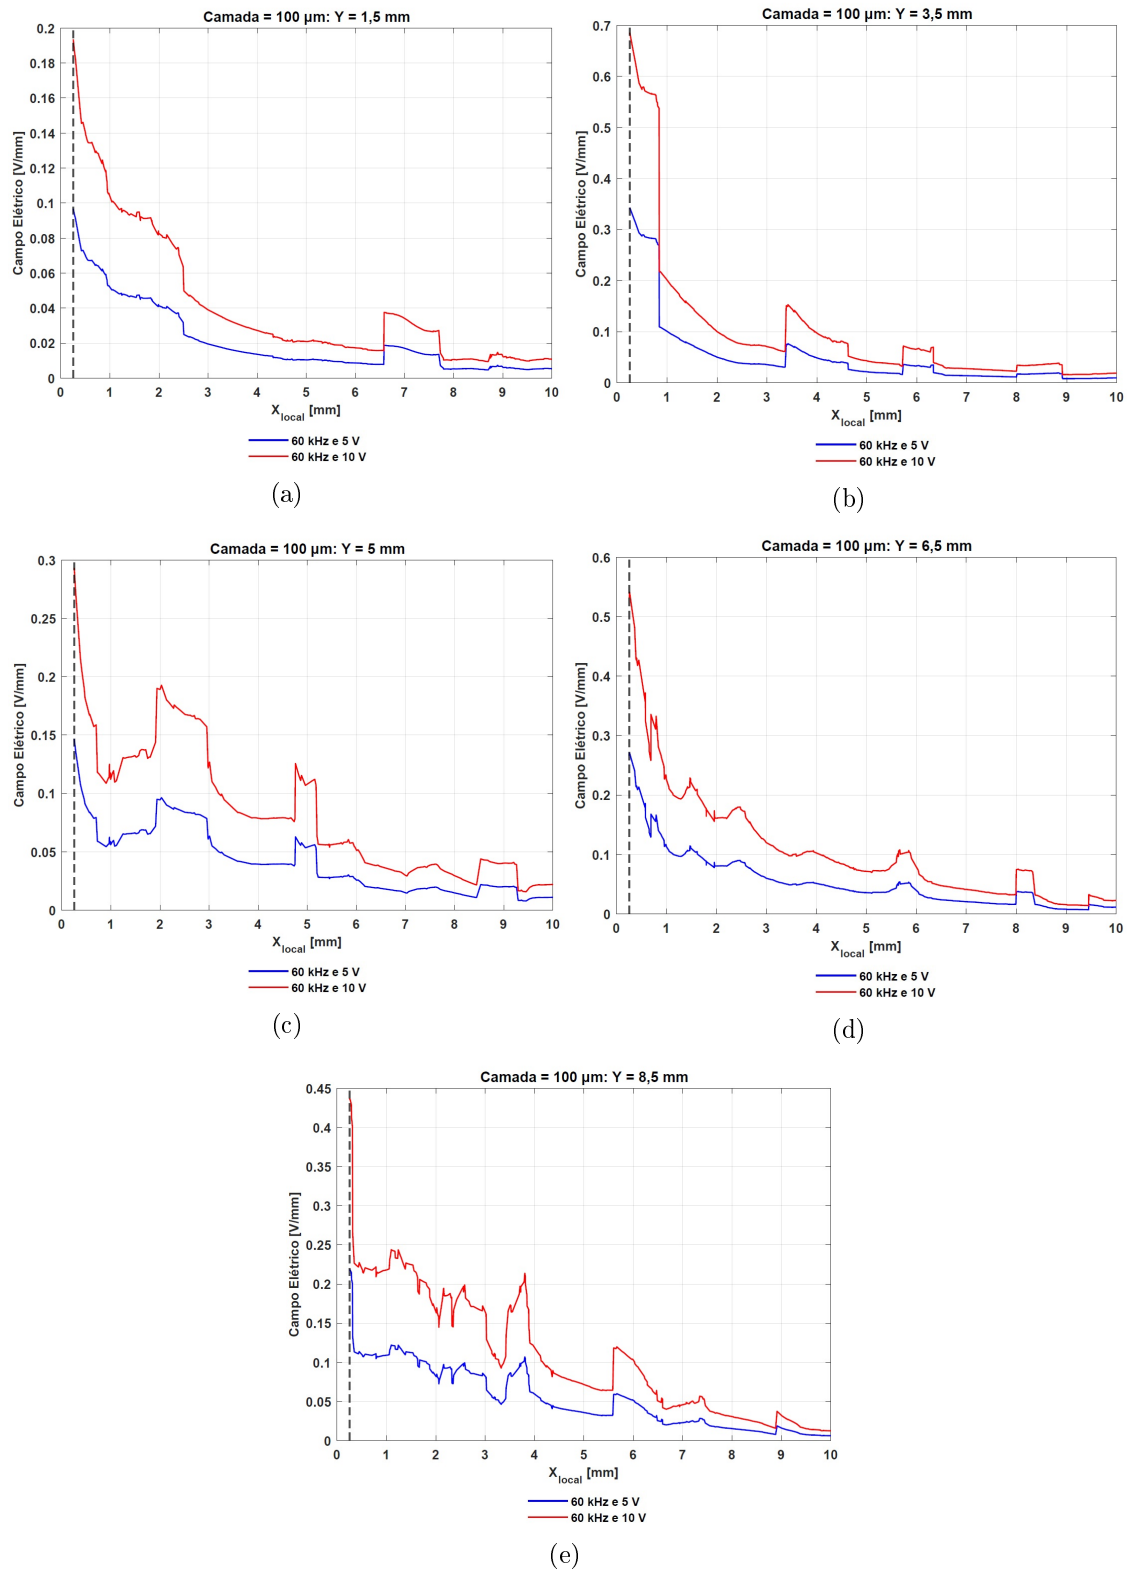 Camada = 100 µm: Y = 1,5 mm
0.2
0.18
0.16
0.14
0.12
0.1
0.08
0.06
0.04
0.02
0
Campo Elétrico [V/mm]
0 1 2 3 4 5 6 7 8 9 10
X_local [mm]
60 kHz e 5 V
60 kHz e 10 V
(a)
Camada = 100 µm: Y = 3,5 mm
0.7
0.6
0.5
0.4
0.3
0.2
0.1
0
Campo Elétrico [V/mm]
0 1 2 3 4 5 6 7 8 9 10
X_local [mm]
60 kHz e 5 V
60 kHz e 10 V
(b)
Camada = 100 µm: Y = 5 mm
0.3
0.25
0.2
0.15
0.1
0.05
0
Campo Elétrico [V/mm]
0 1 2 3 4 5 6 7 8 9 10
X_local [mm]
60 kHz e 5 V
60 kHz e 10 V
(c)
Camada = 100 µm: Y = 6,5 mm
0.6
0.5
0.4
0.3
0.2
0.1
0
Campo Elétrico [V/mm]
0 1 2 3 4 5 6 7 8 9 10
X_local [mm]
60 kHz e 5 V
60 kHz e 10 V
(d)
Camada = 100 µm: Y = 8,5 mm
0.45
0.4
0.35
0.3
0.25
0.2
0.15
0.1
0.05
0
Campo Elétrico [V/mm]
0 1 2 3 4 5 6 7 8 9 10
X_local [mm]
60 kHz e 5 V
60 kHz e 10 V
(e)